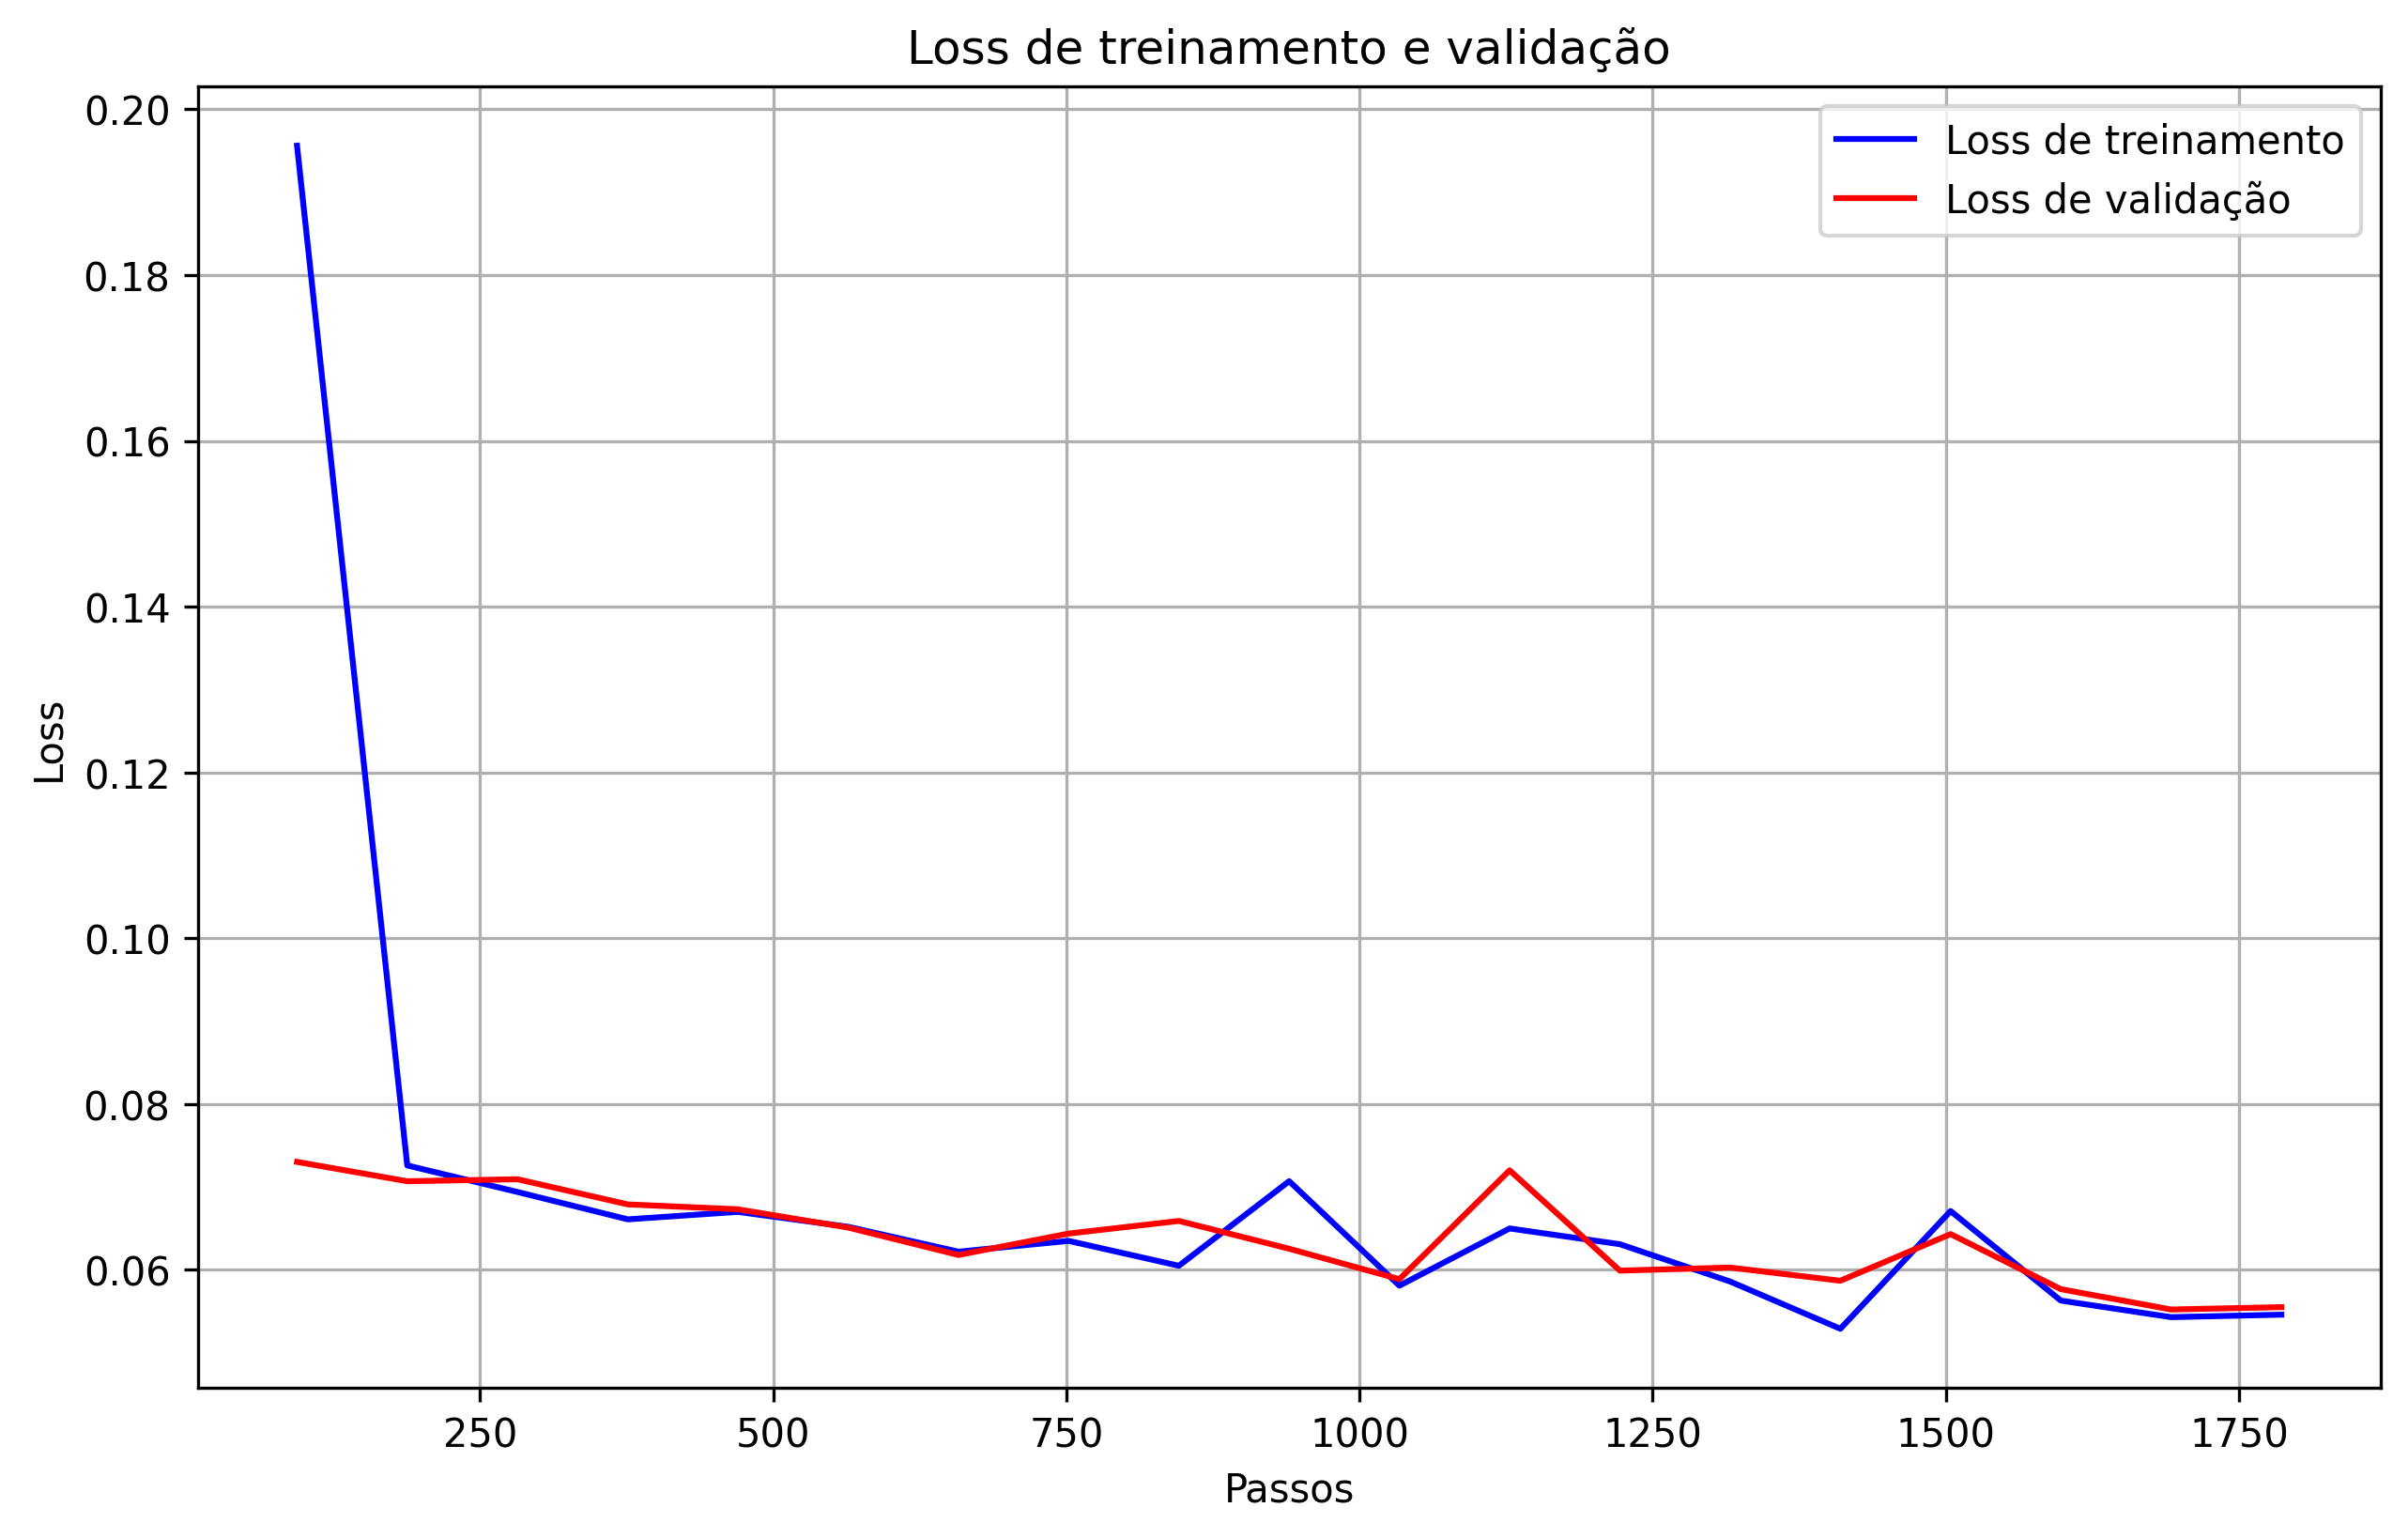 Loss de treinamento e validação
Loss de treinamento
Loss de validação
0.20
0.18
0.16
0.14
0.12
0.10
0.08
0.06
Loss
250 500 750 1000 1250 1500 1750
Passos